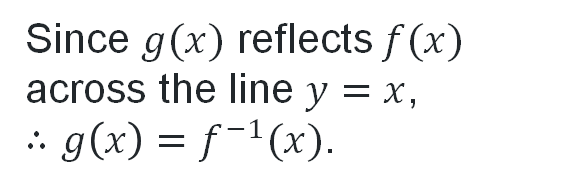 Since g(x) reflects f(x)
across the line y = x,
∴ g(x) = f⁻¹(x).